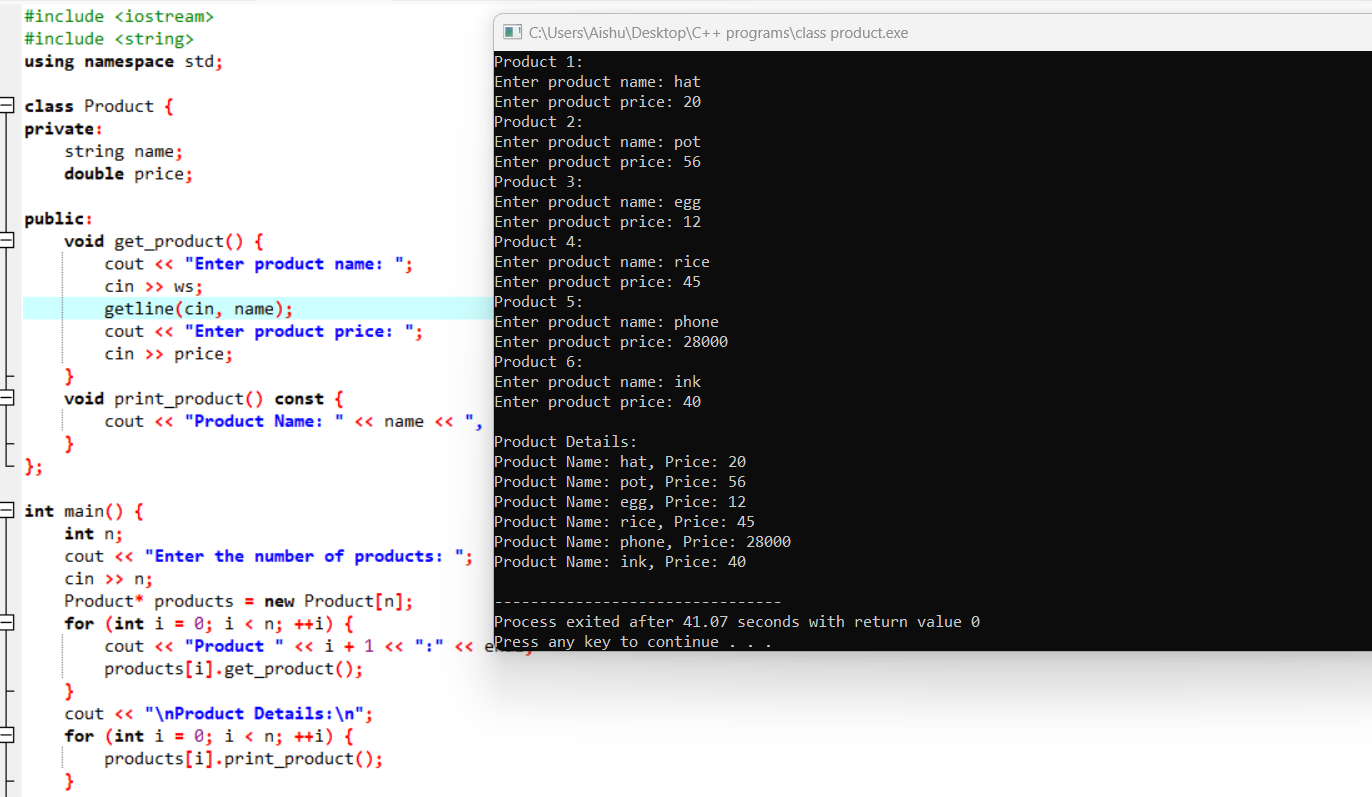 #include <iostream>
#include <string>
using namespace std;
class Product {
private:
string name;
double price;
public:
void get_product() {
cout << "Enter product name: ";
cin >> ws;
getline(cin, name);
cout << "Enter product price: ";
cin >> price;
}
void print_product() const {
cout << "Product Name: " << name << ",
}
};
int main() {
int n;
cout << "Enter the number of products: ";
cin >> n;
Product* products = new Product[n];
for (int i = 0; i < n; ++i) {
cout << "Product " << i + 1 << ":" <<
products[i].get_product();
}
cout << "\nProduct Details:\n";
for (int i = 0; i < n; ++i) {
products[i].print_product();
}
C:\Users\Aishu\Desktop\C++ programs\class product.exe
Product 1:
Enter product name: hat
Enter product price: 20
Product 2:
Enter product name: pot
Enter product price: 56
Product 3:
Enter product name: egg
Enter product price: 12
Product 4:
Enter product name: rice
Enter product price: 45
Product 5:
Enter product name: phone
Enter product price: 28000
Product 6:
Enter product name: ink
Enter product price: 40
Product Details:
Product Name: hat, Price: 20
Product Name: pot, Price: 56
Product Name: egg, Price: 12
Product Name: rice, Price: 45
Product Name: phone, Price: 28000
Product Name: ink, Price: 40
--------------------------------
Process exited after 41.07 seconds with return value 0
Press any key to continue . . .